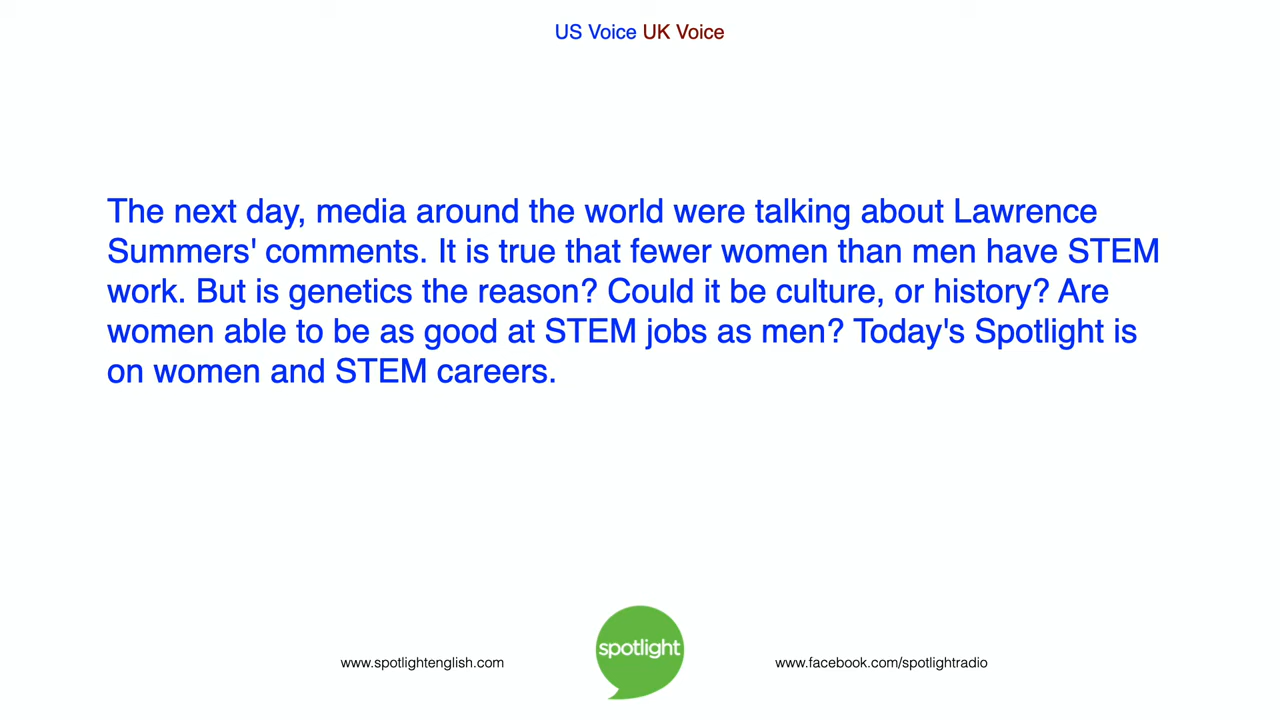 US Voice UK Voice
The next day, media around the world were talking about Lawrence
Summers' comments. It is true that fewer women than men have STEM
work. But is genetics the reason? Could it be culture, or history? Are
women able to be as good at STEM jobs as men? Today's Spotlight is
on women and STEM careers.
spotlight
www.spotlightenglish.com
www.facebook.com/spotlightradio